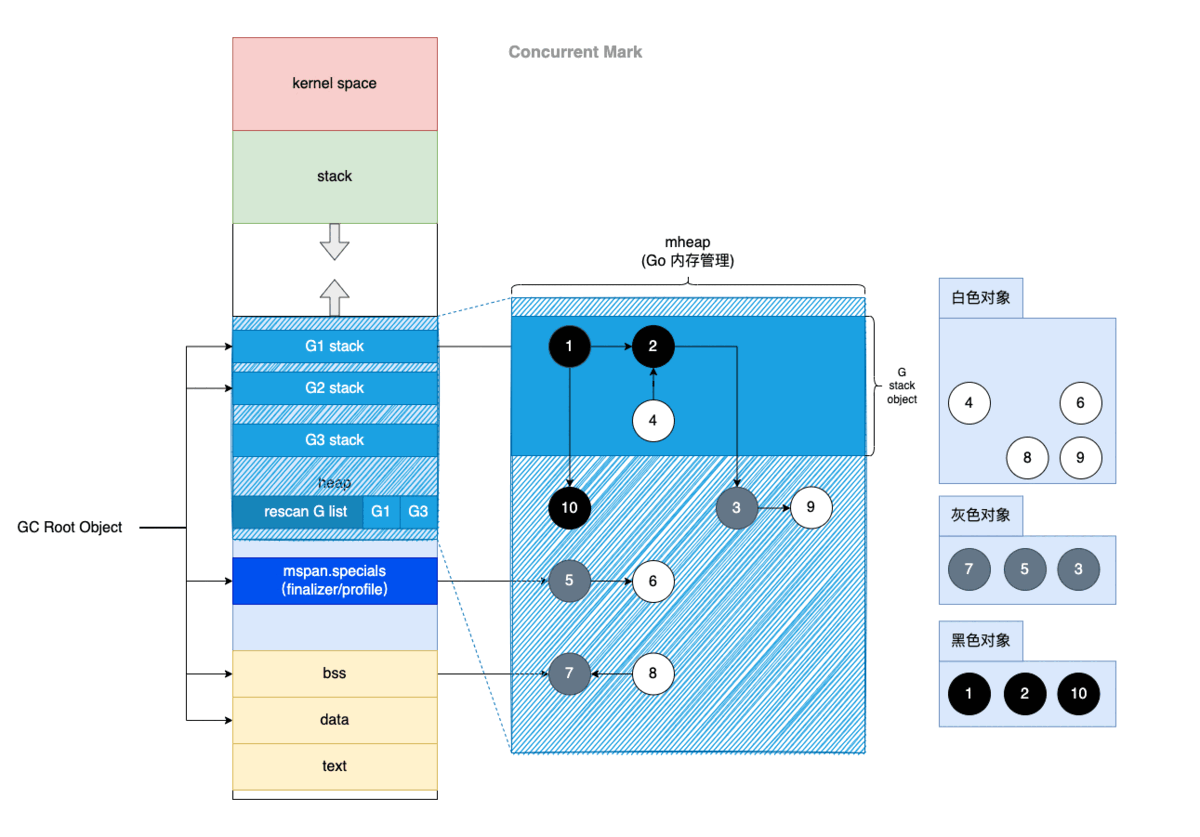 Concurrent Mark
kernel space
stack
mheap
(Go 内存管理)
G1 stack
G2 stack
G3 stack
heap
rescan G list
G1
G3
GC Root Object
mspan.specials
(finalizer/profile)
bss
data
text
1
2
4
10
3
9
5
6
7
8
G
stack
object
白色对象
4
6
8
9
灰色对象
7
5
3
黑色对象
1
2
10